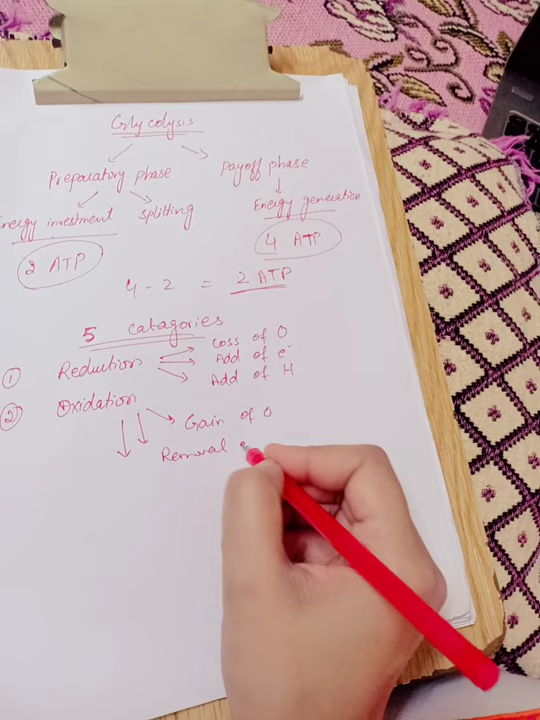 Glycolysis
Preparatory phase Payoff phase
Energy investment splitting Energy generation
2 ATP 4 ATP
4 - 2 = 2 ATP
5 catagories
① Reduction Loss of O
Add of e⁻
Add of H
② Oxidation
Gain of O
Removal